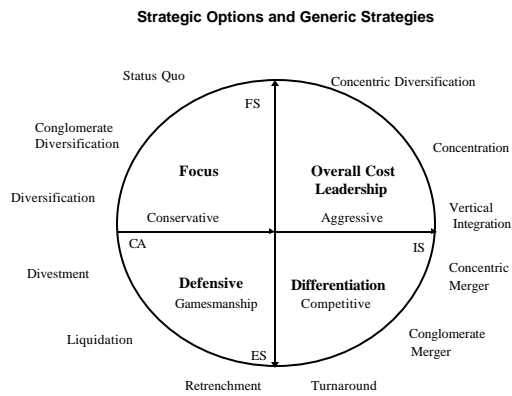 Strategic Options and Generic Strategies
Status Quo
Concentric Diversification
FS
Conglomerate
Diversification
Concentration
Focus
Overall Cost
Leadership
Diversification
Vertical
Integration
Conservative
Aggressive
CA
IS
Divestment
Concentric
Merger
Defensive
Gamesmanship
Differentiation
Competitive
Liquidation
Conglomerate
Merger
ES
Retrenchment
Turnaround